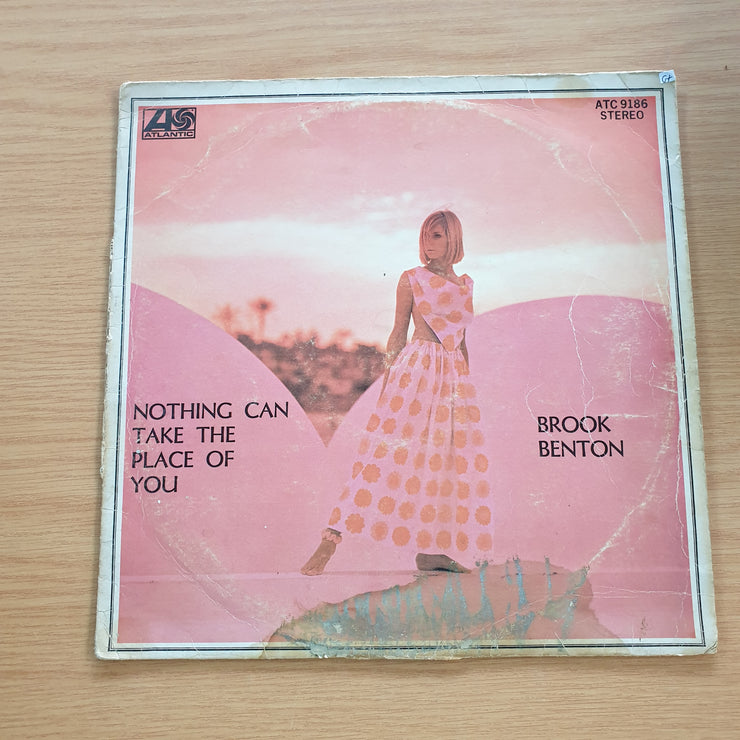 ATLANTIC
ATC 9186
STEREO
NOTHING CAN
TAKE THE
PLACE OF
YOU
BROOK
BENTON